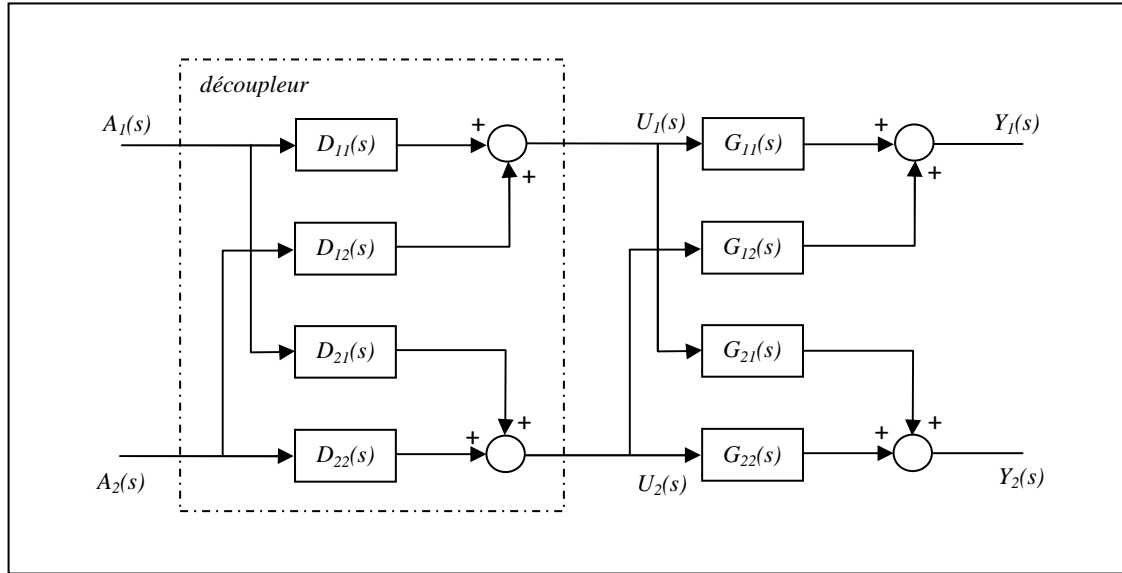 découpleur
A₁(s)
D₁₁(s)
+
+
U₁(s)
G₁₁(s)
+
+
Y₁(s)
D₁₂(s)
G₁₂(s)
D₂₁(s)
G₂₁(s)
A₂(s)
D₂₂(s)
+
+
U₂(s)
G₂₂(s)
+
+
Y₂(s)